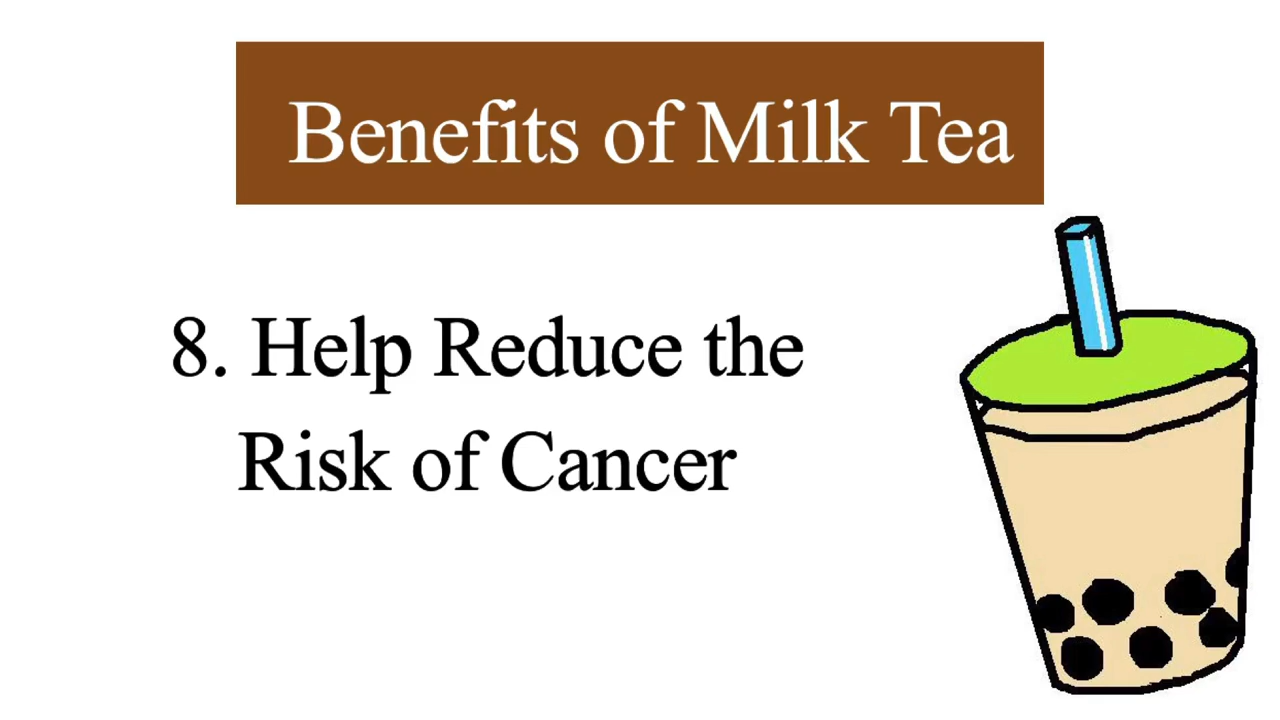 Benefits of Milk Tea
8. Help Reduce the
Risk of Cancer